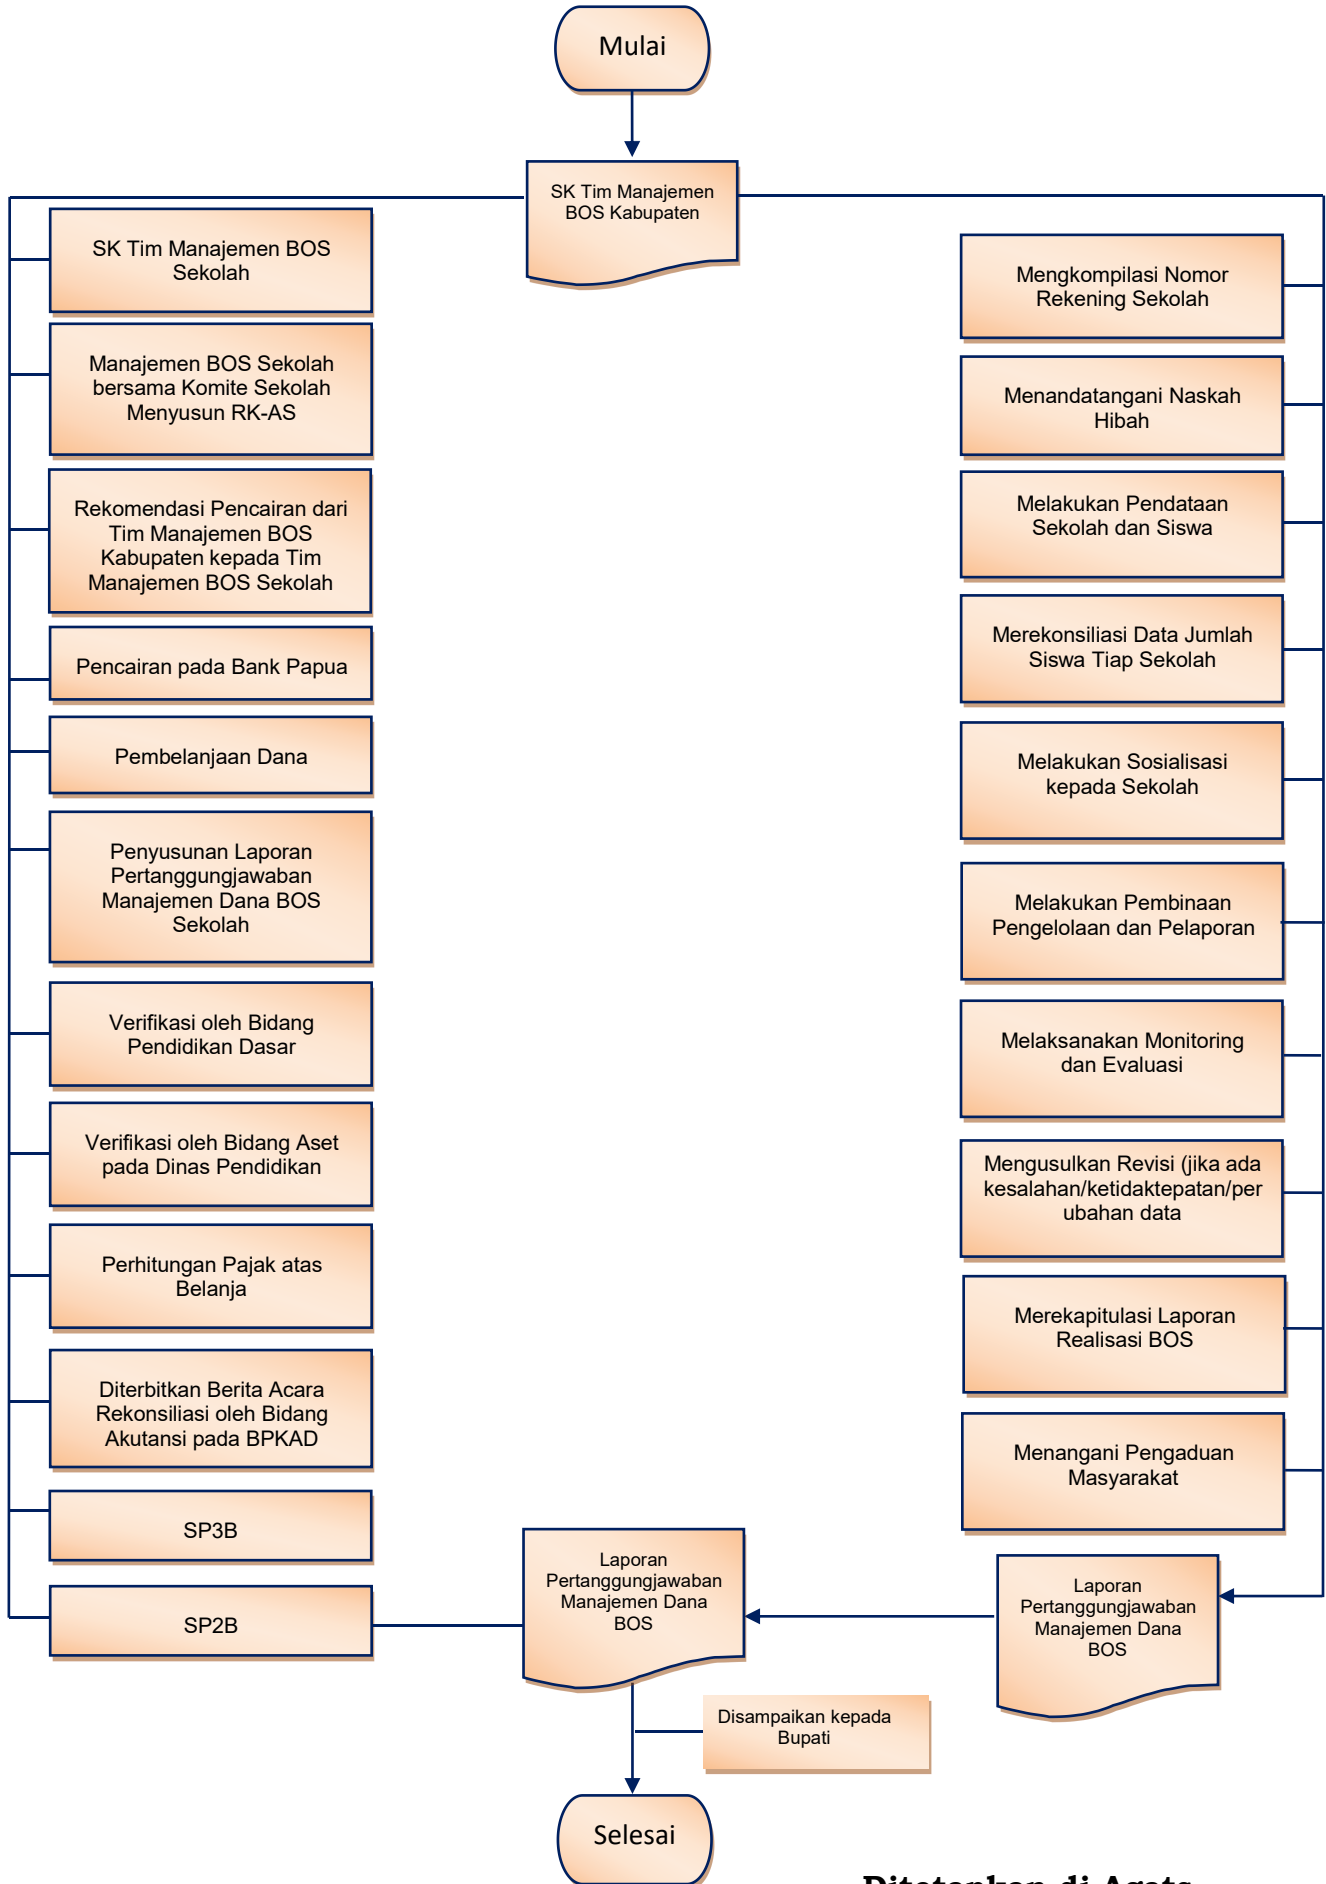 Mulai
SK Tim Manajemen
BOS Kabupaten
SK Tim Manajemen BOS
Sekolah
Manajemen BOS Sekolah
bersama Komite Sekolah
Menyusun RK-AS
Rekomendasi Pencairan dari
Tim Manajemen BOS
Kabupaten kepada Tim
Manajemen BOS Sekolah
Pencairan pada Bank Papua
Pembelanjaan Dana
Penyusunan Laporan
Pertanggungjawaban
Manajemen Dana BOS
Sekolah
Verifikasi oleh Bidang
Pendidikan Dasar
Verifikasi oleh Bidang Aset
pada Dinas Pendidikan
Perhitungan Pajak atas
Belanja
Diterbitkan Berita Acara
Rekonsiliasi oleh Bidang
Akutansi pada BPKAD
SP3B
SP2B
Mengkompilasi Nomor
Rekening Sekolah
Menandatangani Naskah
Hibah
Melakukan Pendataan
Sekolah dan Siswa
Merekonsiliasi Data Jumlah
Siswa Tiap Sekolah
Melakukan Sosialisasi
kepada Sekolah
Melakukan Pembinaan
Pengelolaan dan Pelaporan
Melaksanakan Monitoring
dan Evaluasi
Mengusulkan Revisi (jika ada
kesalahan/ketidaktepatan/per
ubahan data
Merekapitulasi Laporan
Realisasi BOS
Menangani Pengaduan
Masyarakat
Laporan
Pertanggungjawaban
Manajemen Dana
BOS
Laporan
Pertanggungjawaban
Manajemen Dana
BOS
Disampaikan kepada
Bupati
Selesai